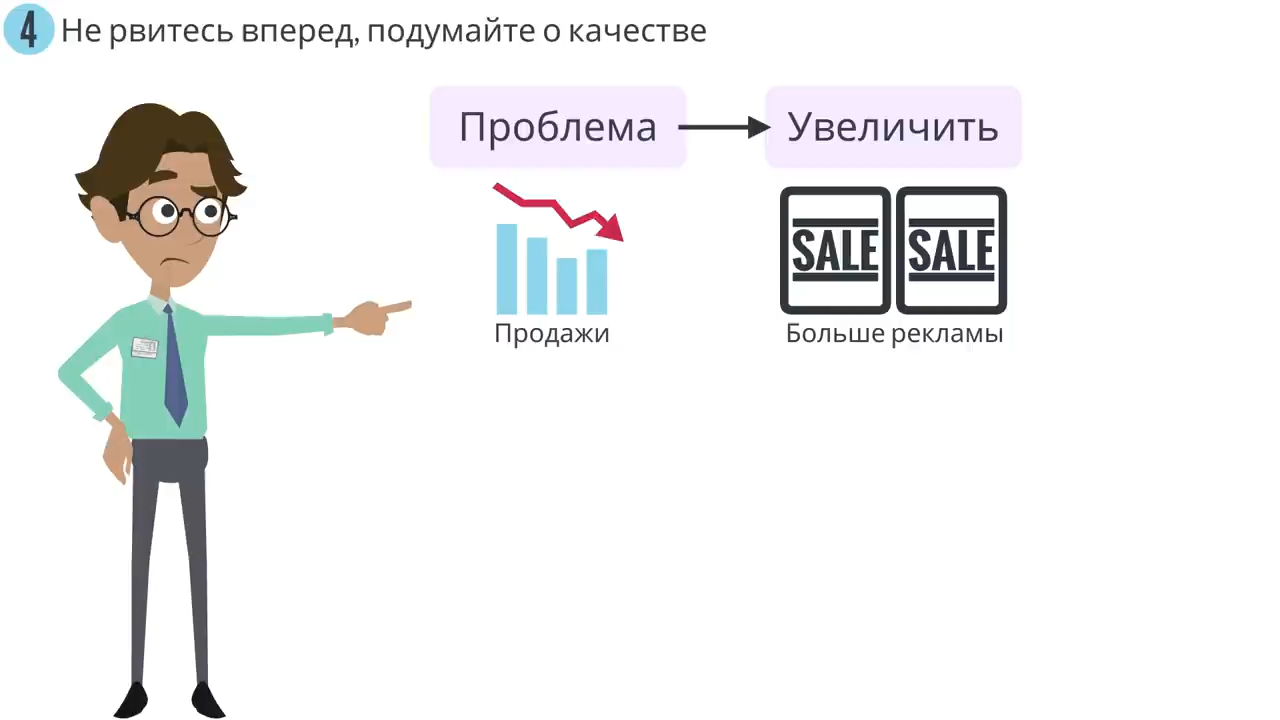 4 Не рвитесь вперед, подумайте о качестве
Проблема Увеличить
SALE SALE
Продажи Больше рекламы